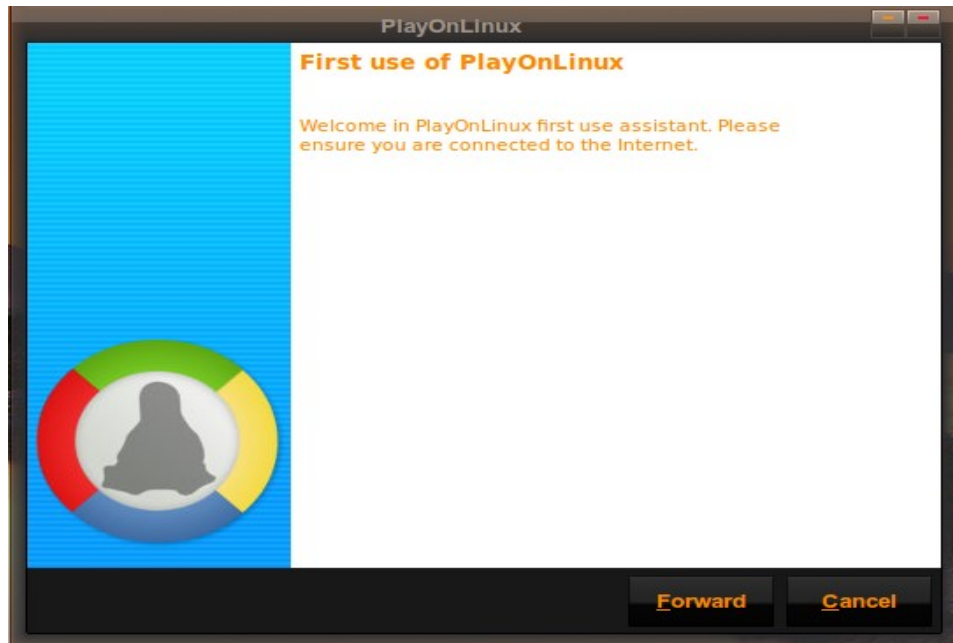 PlayOnLinux
First use of PlayOnLinux
Welcome in PlayOnLinux first use assistant. Please
ensure you are connected to the Internet.
Forward
Cancel